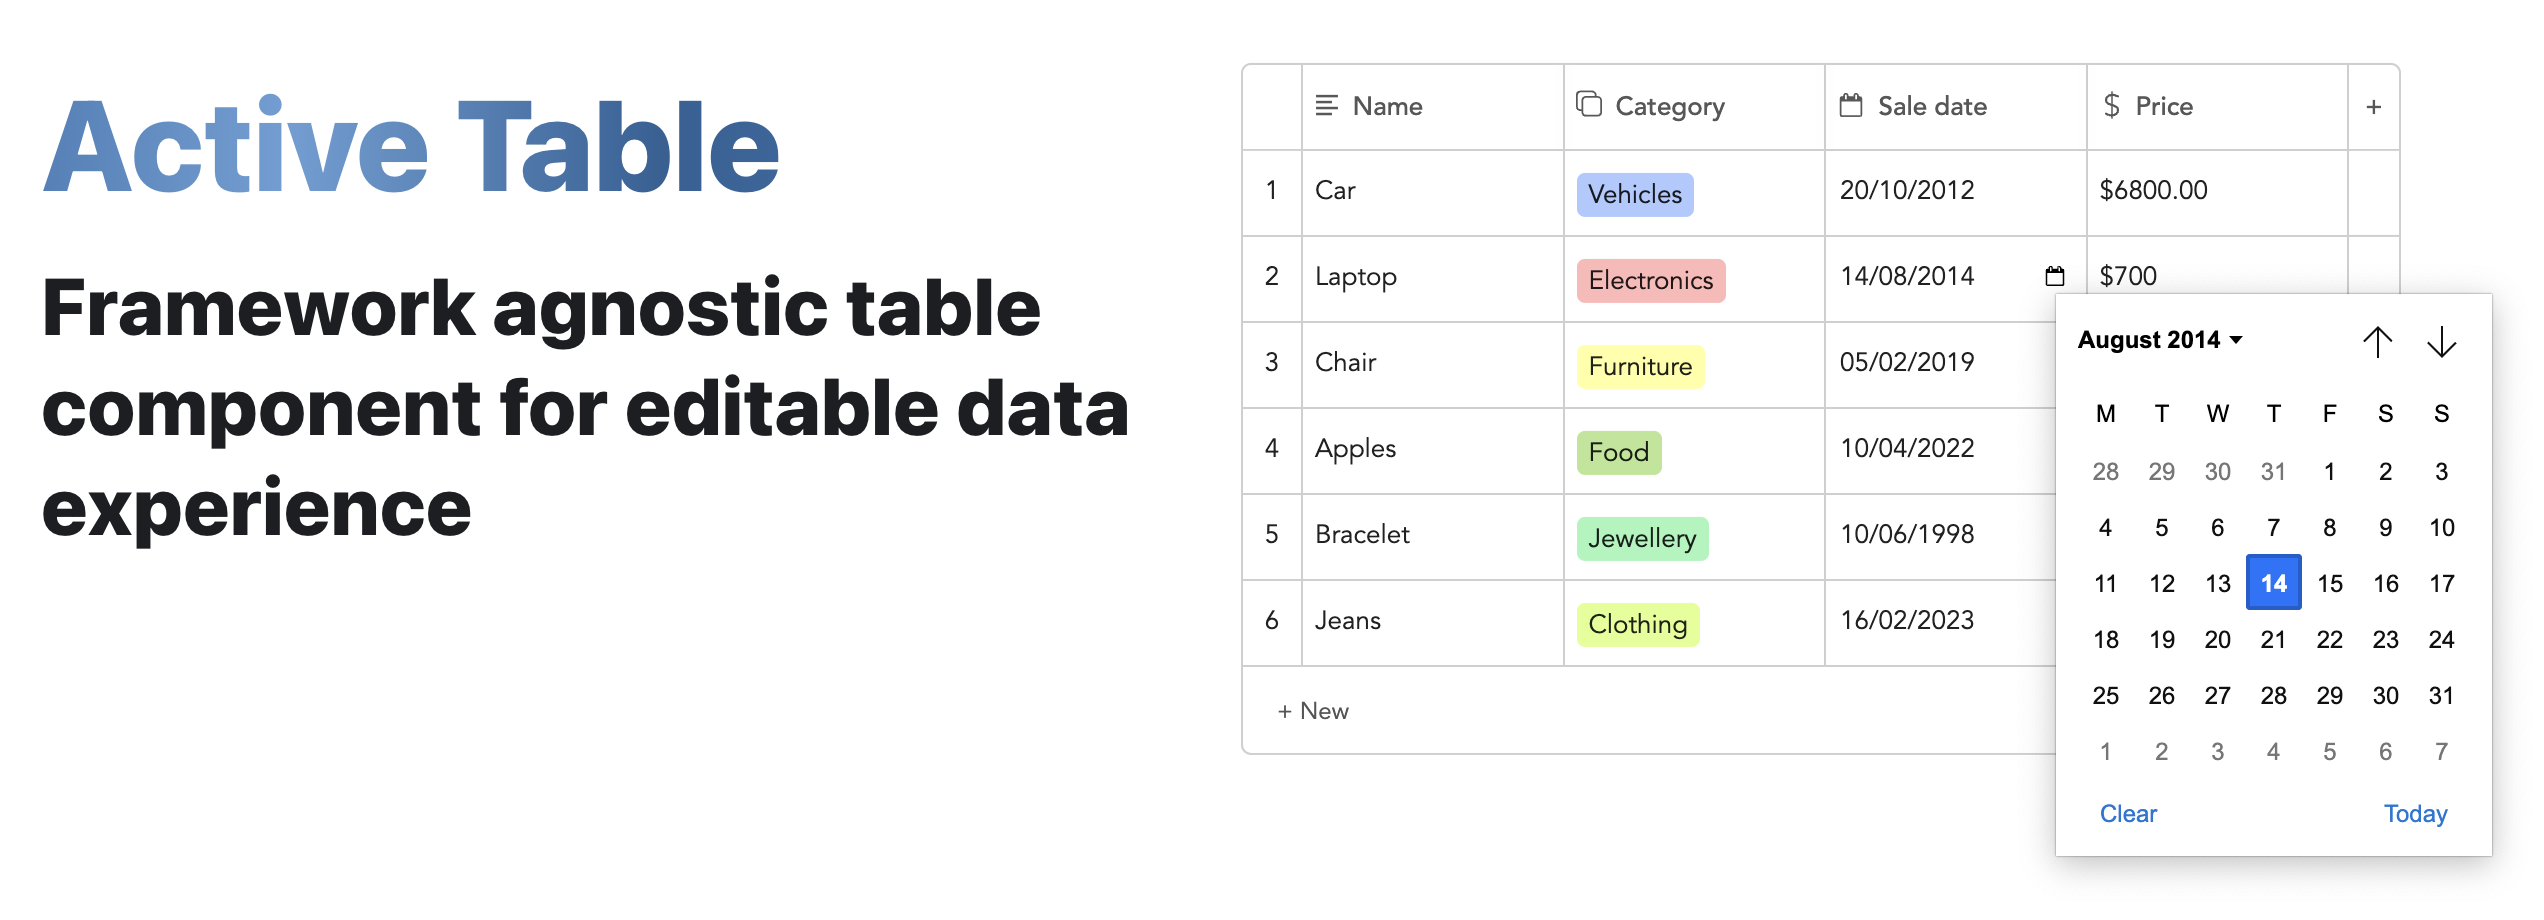 Active Table
Framework agnostic table
component for editable data
experience
Name Category Sale date Price +
1 Car Vehicles 20/10/2012 $6800.00
2 Laptop Electronics 14/08/2014 $700
3 Chair Furniture 05/02/2019
4 Apples Food 10/04/2022
5 Bracelet Jewellery 10/06/1998
6 Jeans Clothing 16/02/2023
+ New
August 2014
M T W T F S S
28 29 30 31 1 2 3
4 5 6 7 8 9 10
11 12 13 14 15 16 17
18 19 20 21 22 23 24
25 26 27 28 29 30 31
1 2 3 4 5 6 7
Clear Today